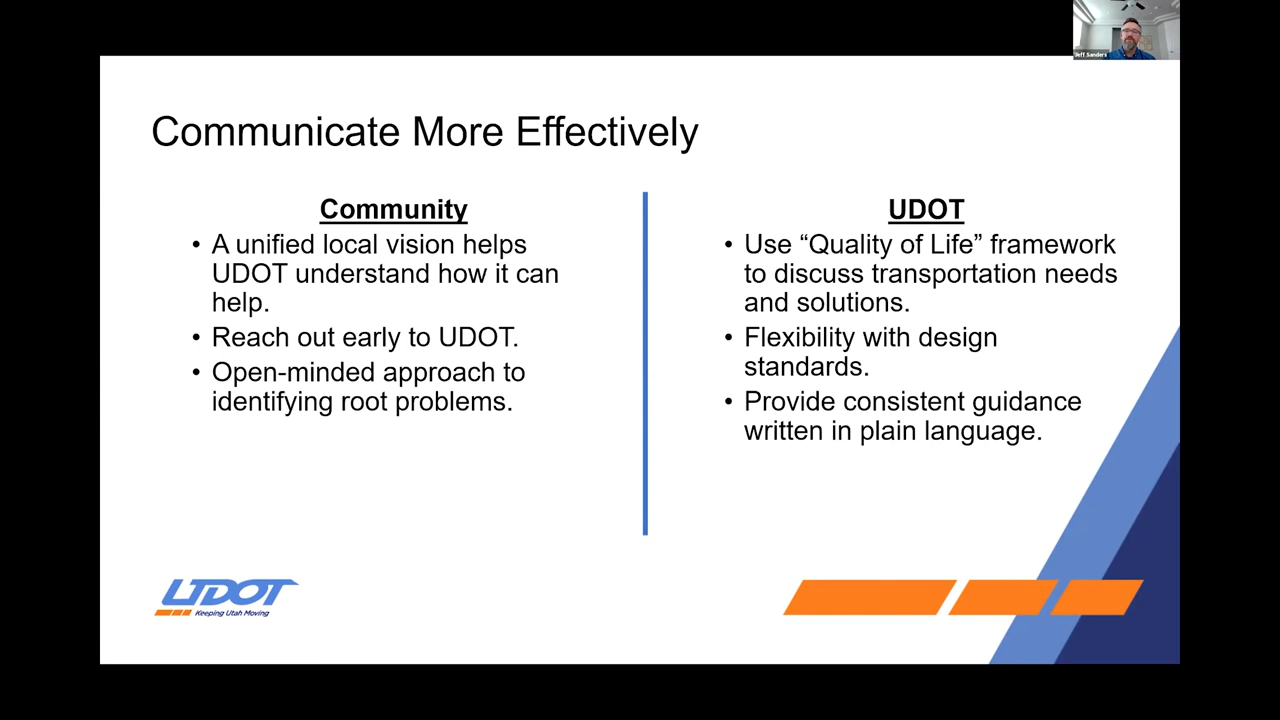 Jeff Sanders
Communicate More Effectively
Community
• A unified local vision helps
UDOT understand how it can
help.
• Reach out early to UDOT.
• Open-minded approach to
identifying root problems.
UDOT
• Use “Quality of Life” framework
to discuss transportation needs
and solutions.
• Flexibility with design
standards.
• Provide consistent guidance
written in plain language.
UDOT
Keeping Utah Moving